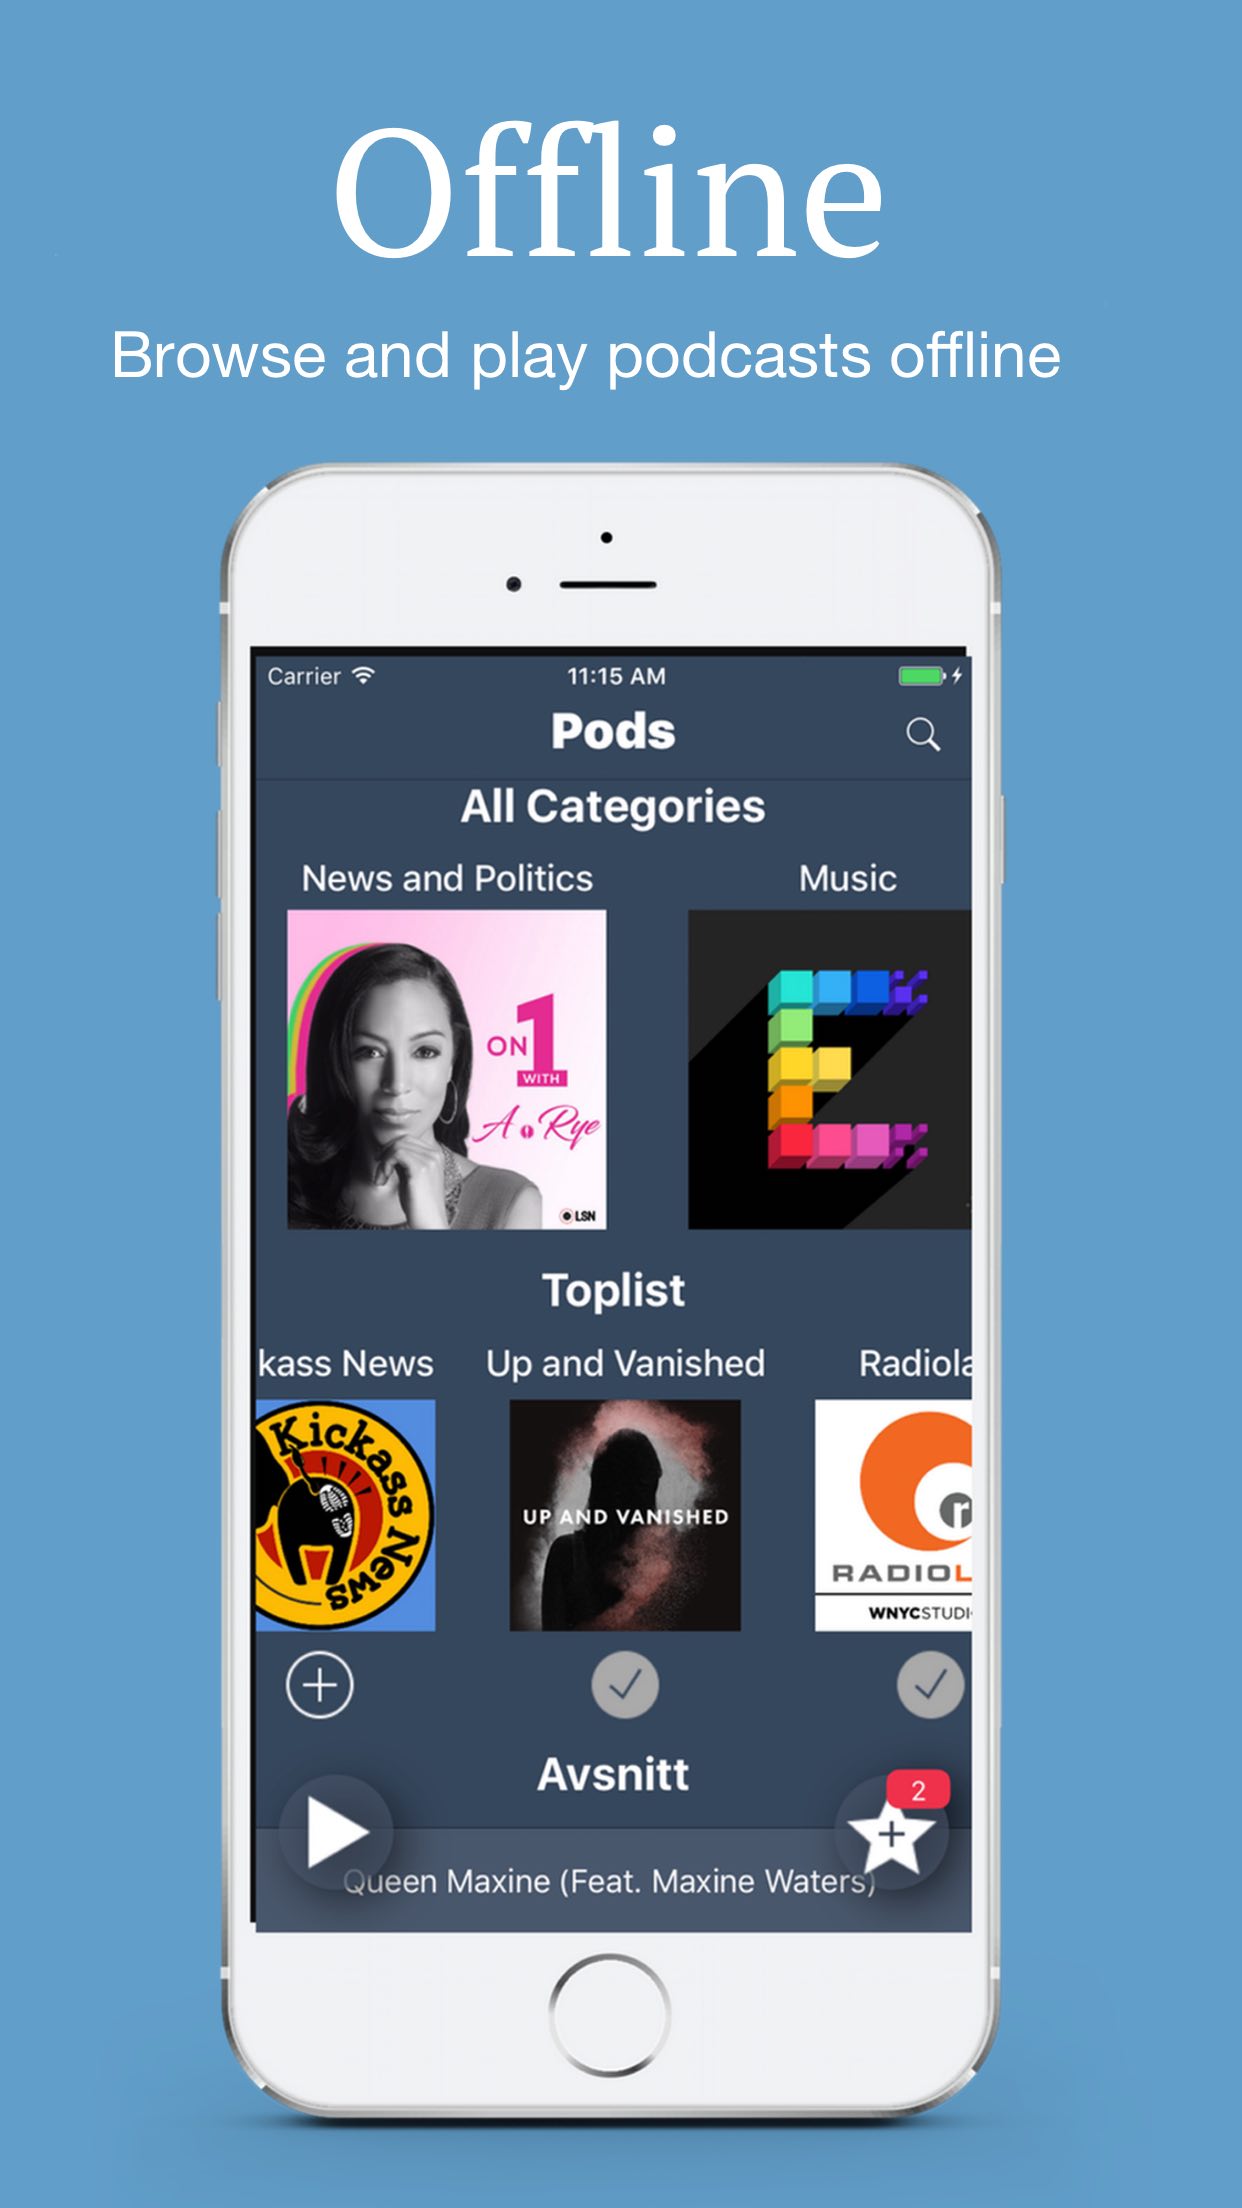 Offline
Browse and play podcasts offline
Carrier 11:15 AM
Pods
All Categories
News and Politics Music
ON 1
WITH
A Rye
LSN
Toplist
kass News Up and Vanished Radiola
Kickass News
UP AND VANISHED
r
RADIOL
WNYCSTUDI
Avsnitt
2
Queen Maxine (Feat. Maxine Waters)